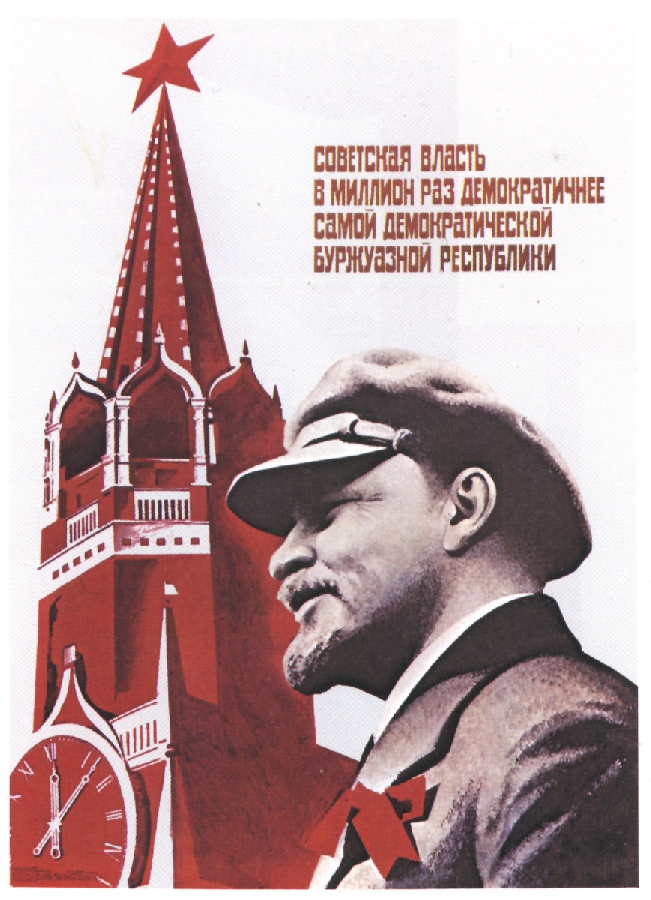 СОВЕТСКАЯ ВЛАСТЬ
В МИЛЛИОН РАЗ ДЕМОКРАТИЧНЕЕ
САМОЙ ДЕМОКРАТИЧЕСКОЙ
БУРЖУАЗНОЙ РЕСПУБЛИКИ